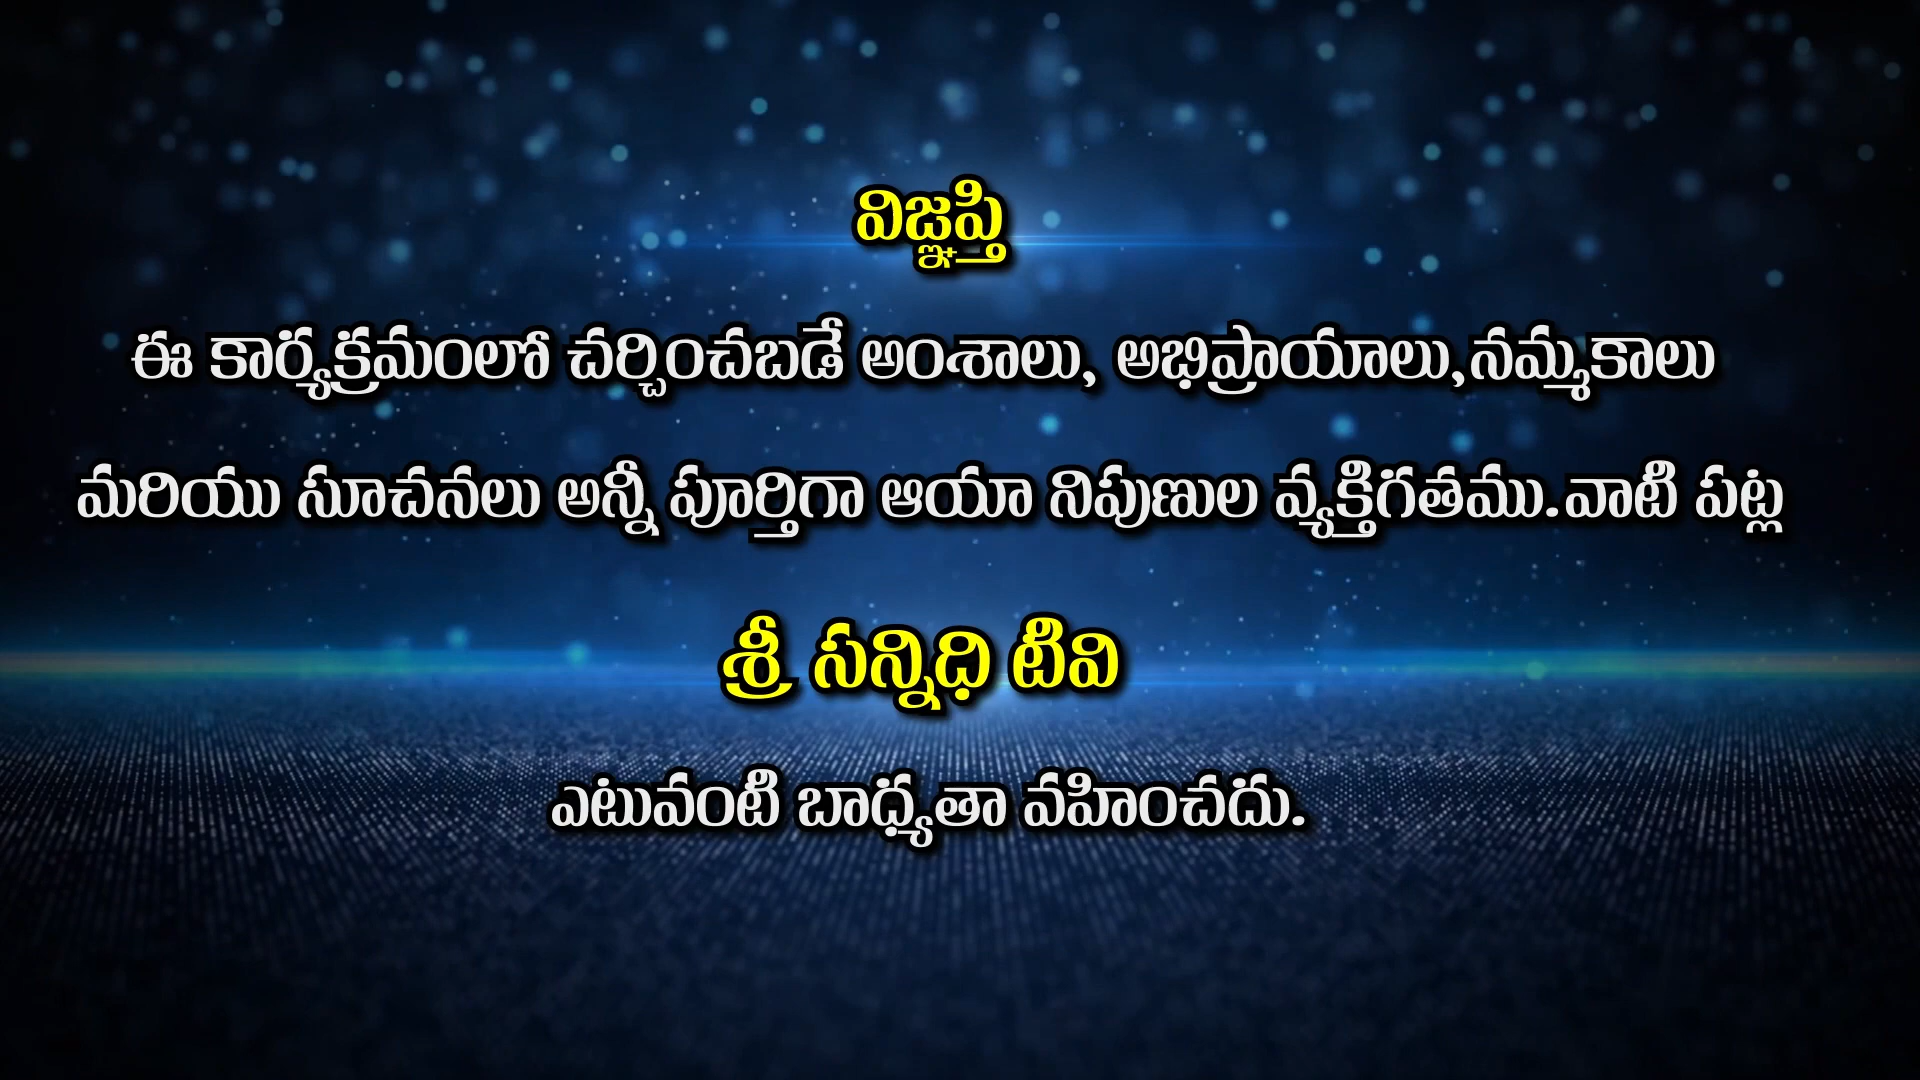 విజ్ఞప్తి
ఈ కార్యక్రమంలో చర్చించబడే అంశాలు, అభిప్రాయాలు,నమ్మకాలు
మరియు సూచనలు అన్నీ పూర్తిగా ఆయా నిపుణుల వ్యక్తిగతము.వాటి పట్ల
శ్రీ సన్నిధి టీవి
ఎటువంటి బాధ్యతా వహించదు.